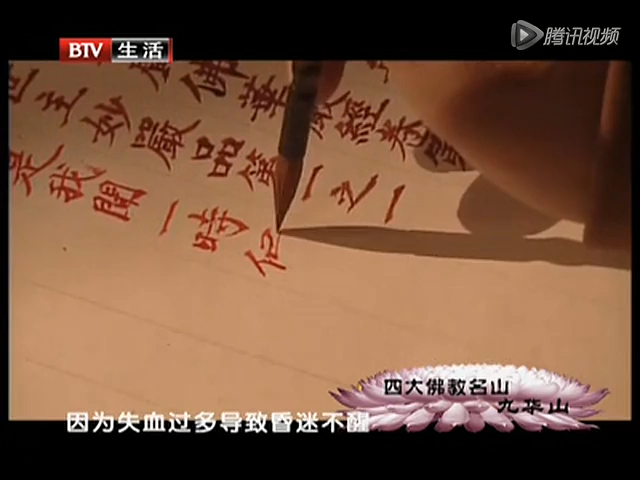 BTV 生活
腾讯视频
佛華嚴經卷第
世主妙嚴品第一之一
是我聞一時
四大佛教名山
九华山
因为失血过多导致昏迷不醒